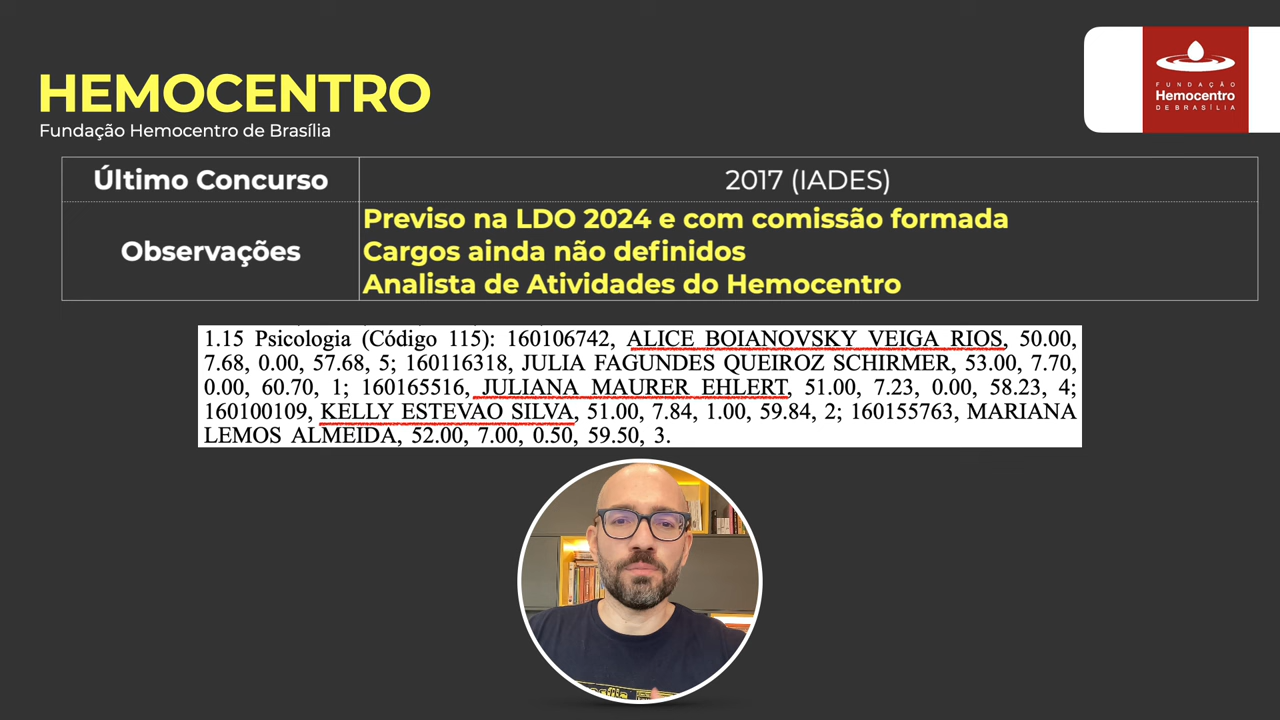 HEMOCENTRO
Fundação Hemocentro de Brasília
FUNDAÇÃO
Hemocentro
DE BRASÍLIA
Último Concurso
2017 (IADES)
Observações
Previso na LDO 2024 e com comissão formada
Cargos ainda não definidos
Analista de Atividades do Hemocentro
1.15 Psicologia (Código 115): 160106742, ALICE BOIANOVSKY VEIGA RIOS, 50.00,
7.68, 0.00, 57.68, 5; 160116318, JULIA FAGUNDES QUEIROZ SCHIRMER, 53.00, 7.70,
0.00, 60.70, 1; 160165516, JULIANA MAURER EHLERT, 51.00, 7.23, 0.00, 58.23, 4;
160100109, KELLY ESTEVAO SILVA, 51.00, 7.84, 1.00, 59.84, 2; 160155763, MARIANA
LEMOS ALMEIDA, 52.00, 7.00, 0.50, 59.50, 3.